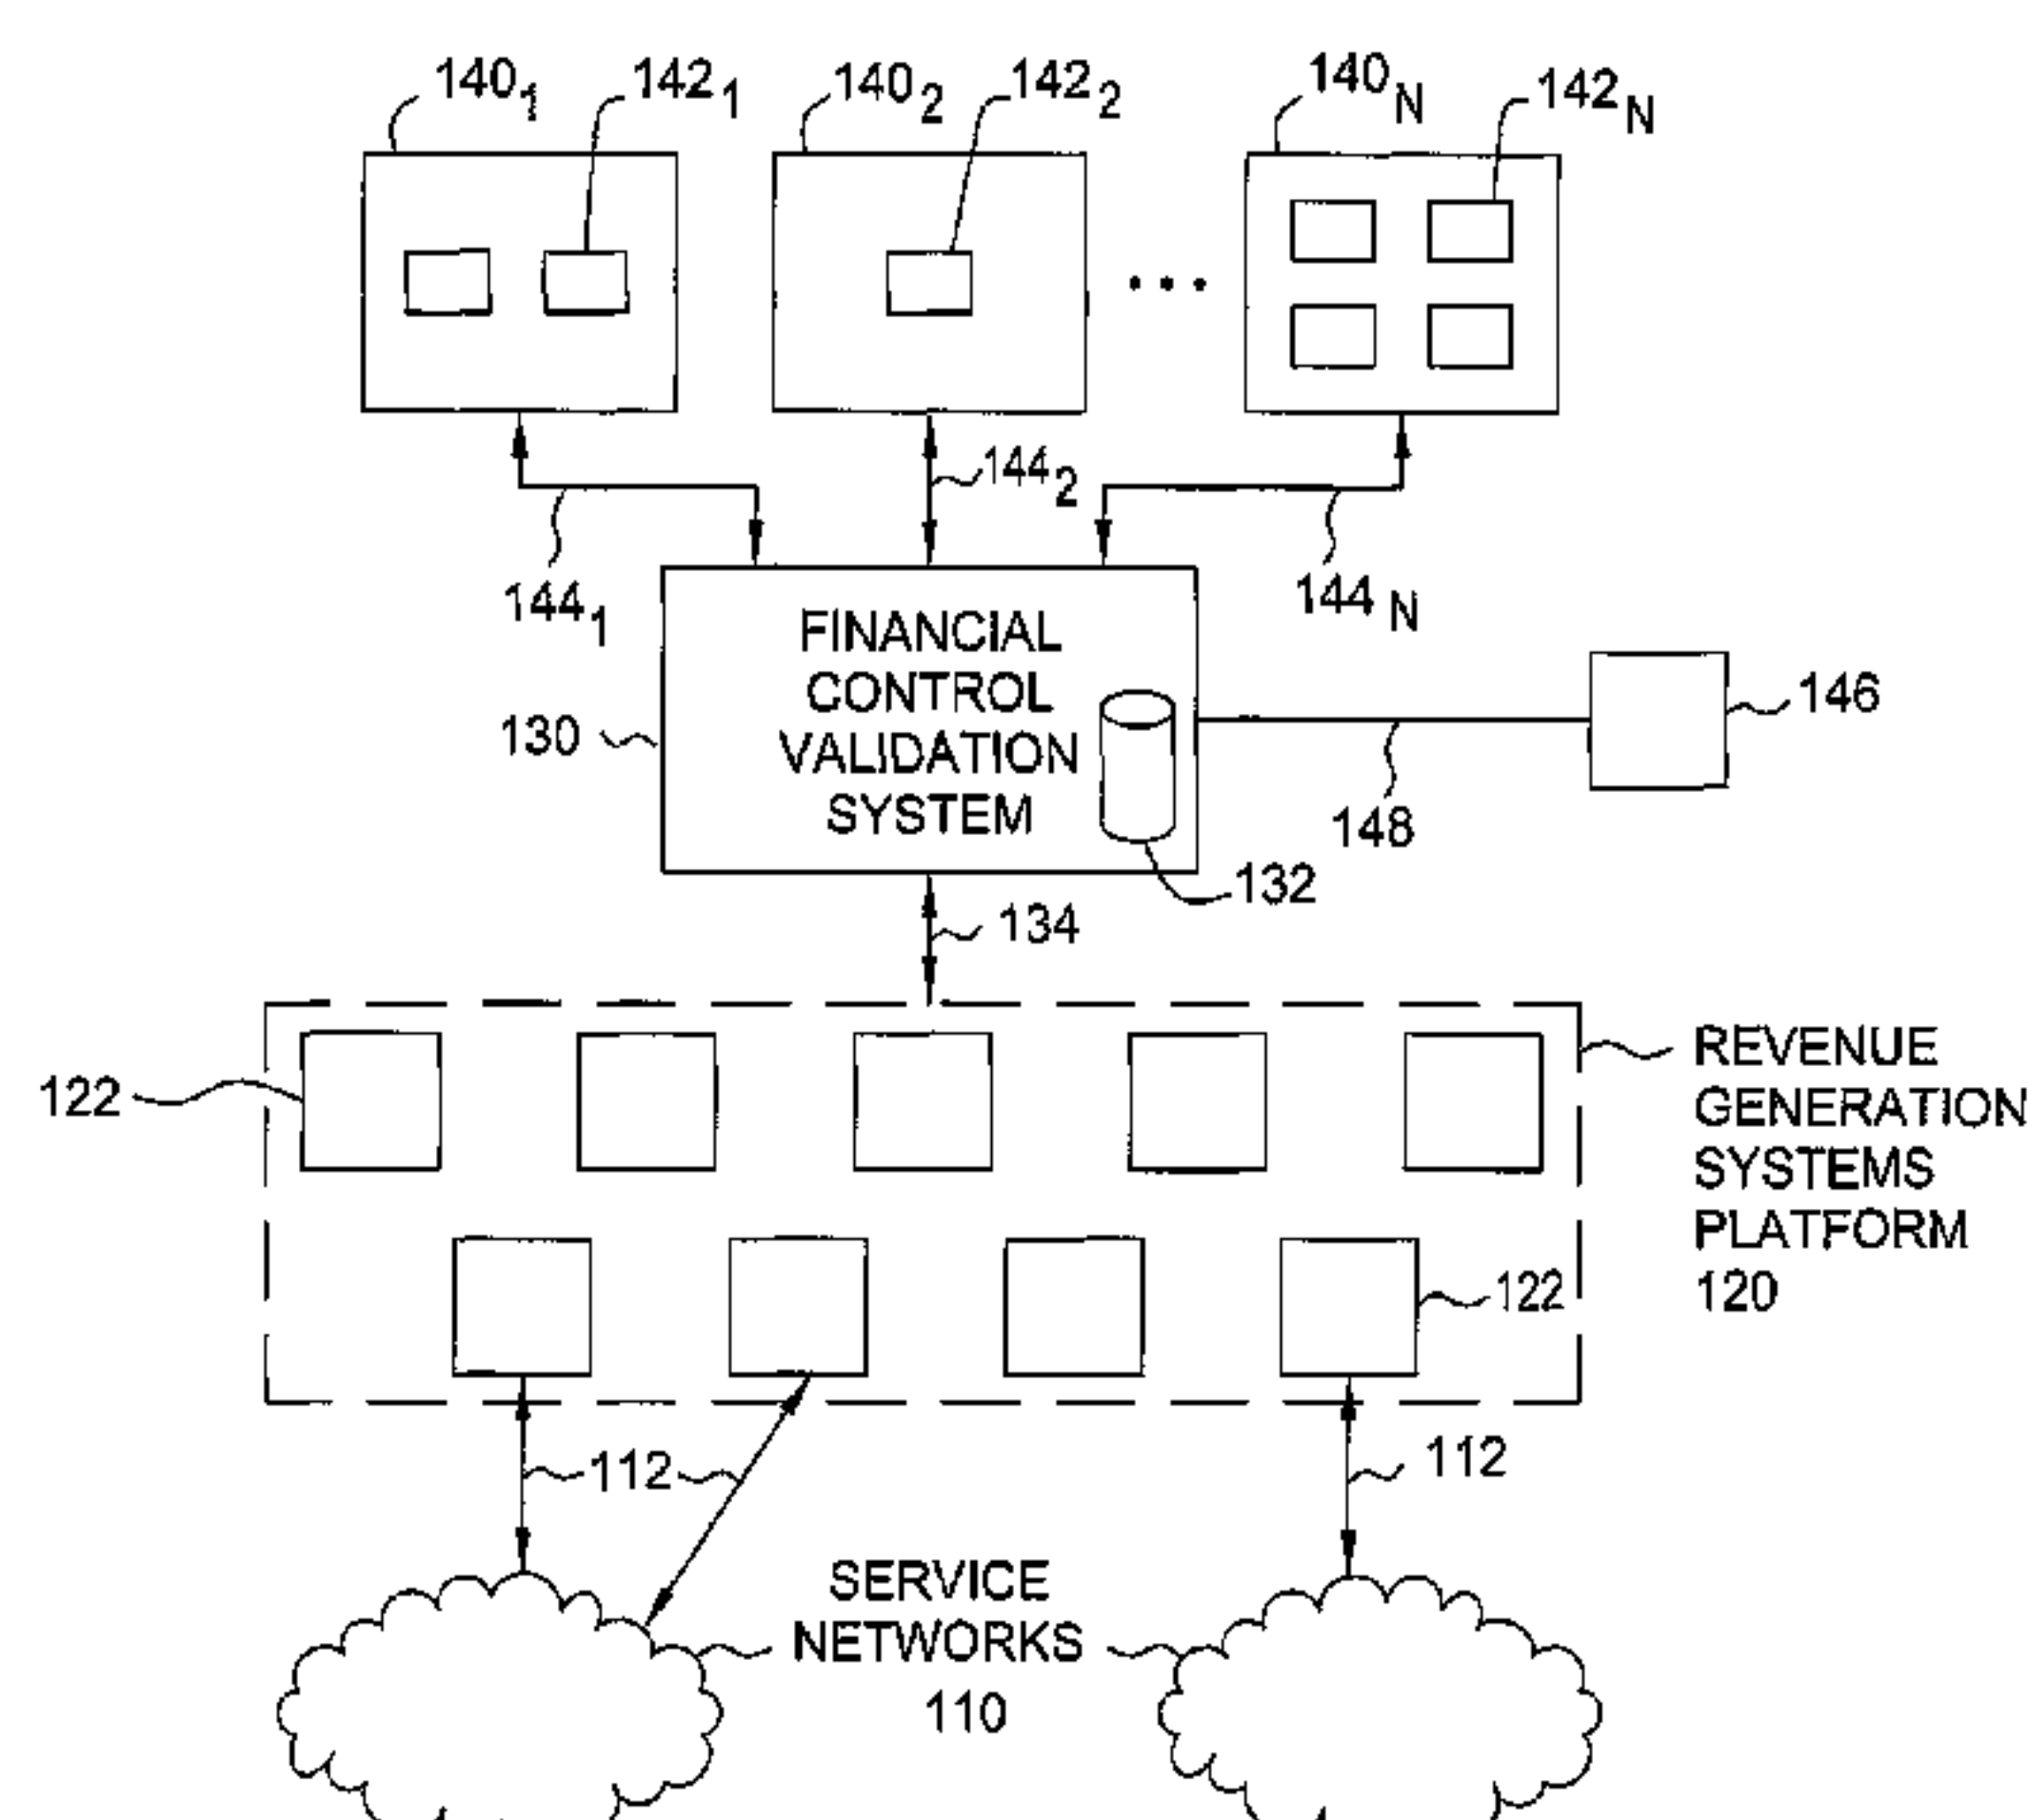 140₁ 142₁ 140₂ 142₂ 140N 142N
144₂
144₁ 144N
FINANCIAL
CONTROL
VALIDATION
SYSTEM
130
146
148
132
134
122
REVENUE
GENERATION
SYSTEMS
PLATFORM
120
122
112
112
SERVICE
NETWORKS
110